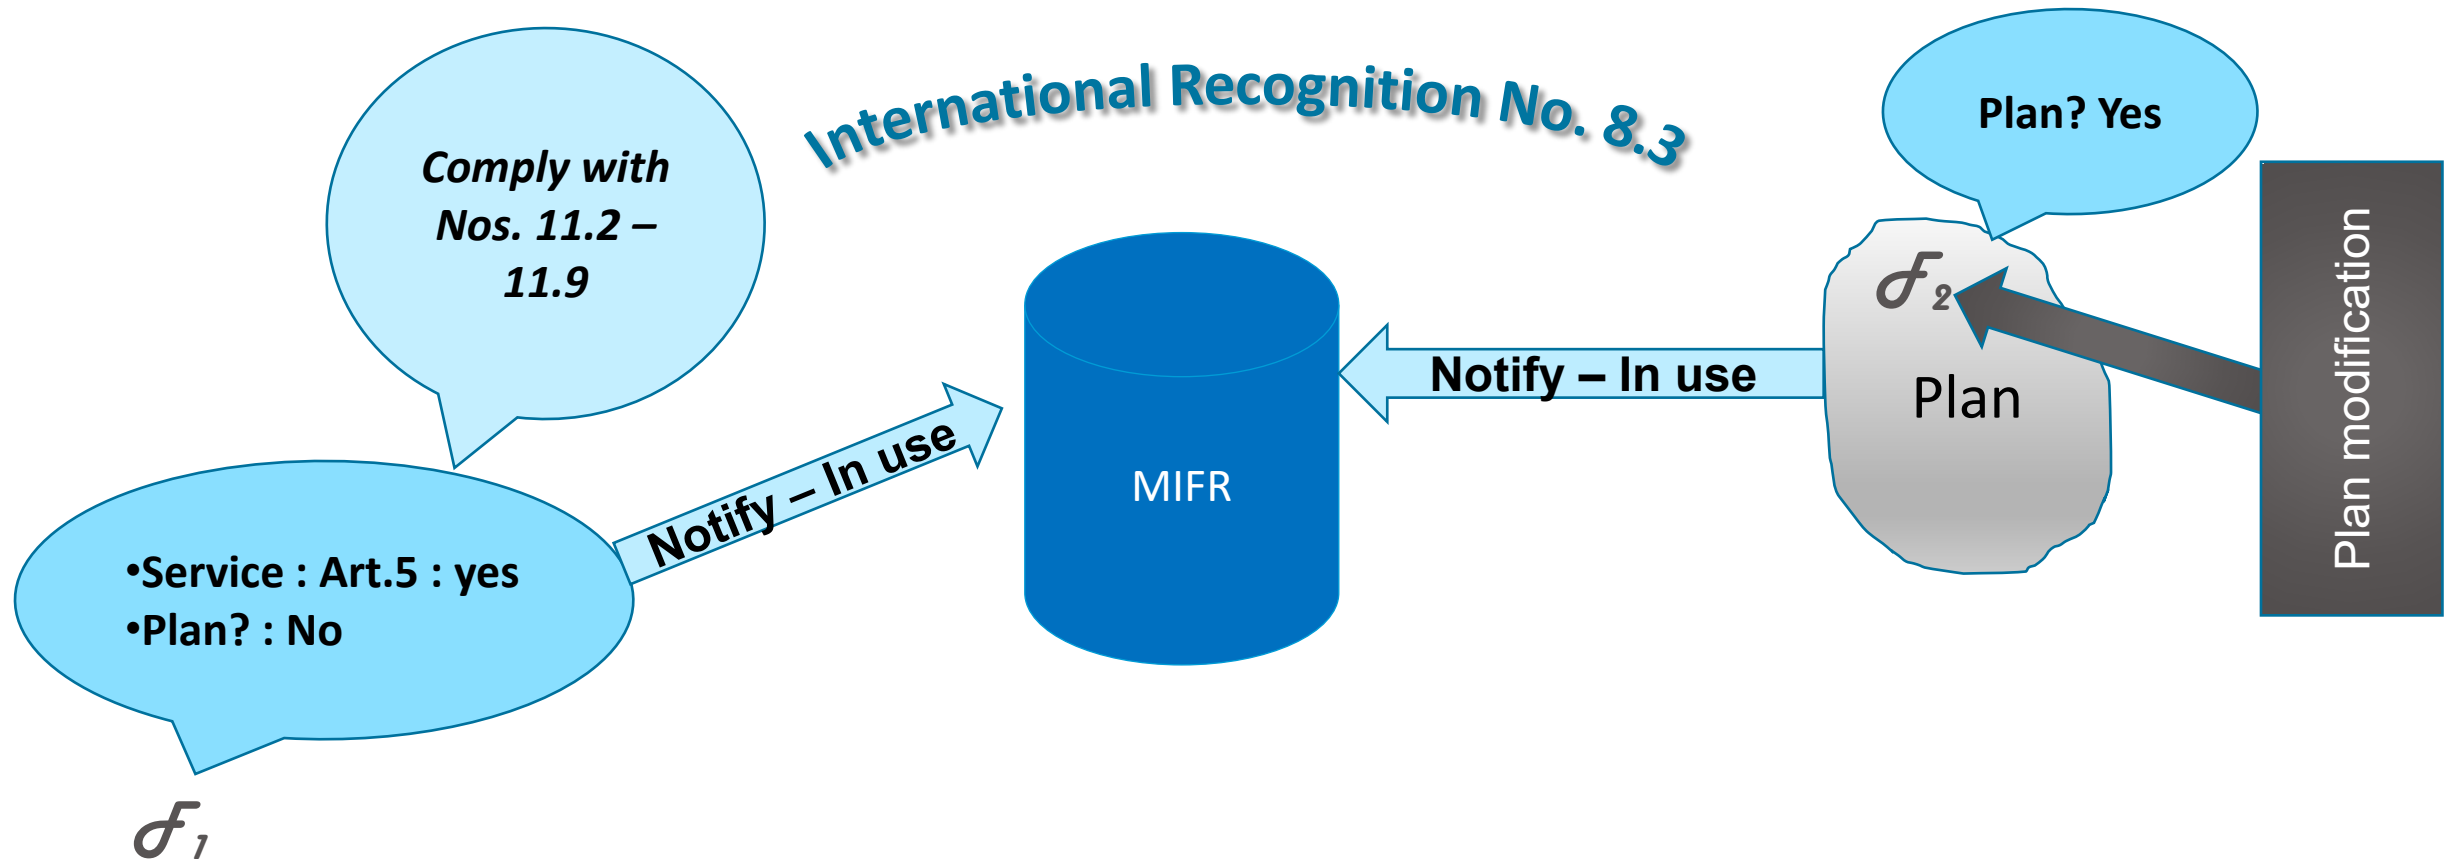 International Recognition No. 8.3
Comply with
Nos. 11.2 –
11.9
•Service : Art.5 : yes
•Plan? : No
F1
Notify – In use
MIFR
Notify – In use
Plan? Yes
F2
Plan
Plan modification